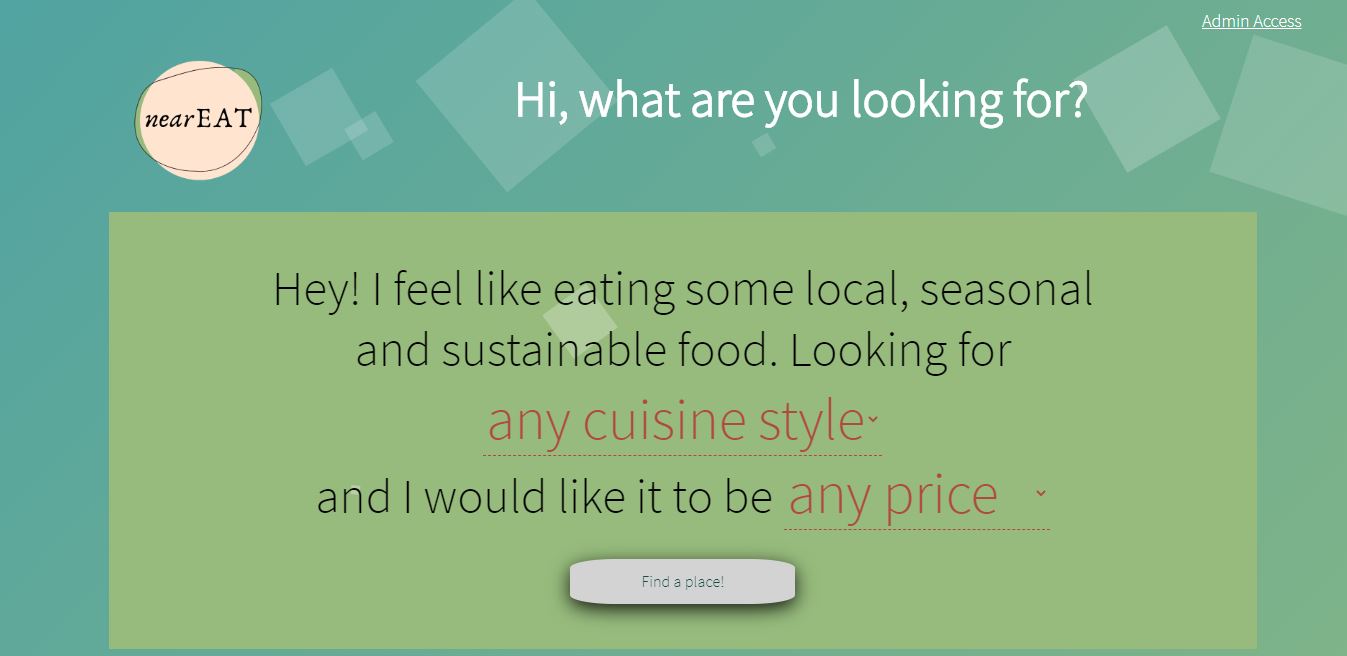 Admin Access
nearEAT
Hi, what are you looking for?
Hey! I feel like eating some local, seasonal
and sustainable food. Looking for
any cuisine style
and I would like it to be any price
Find a place!